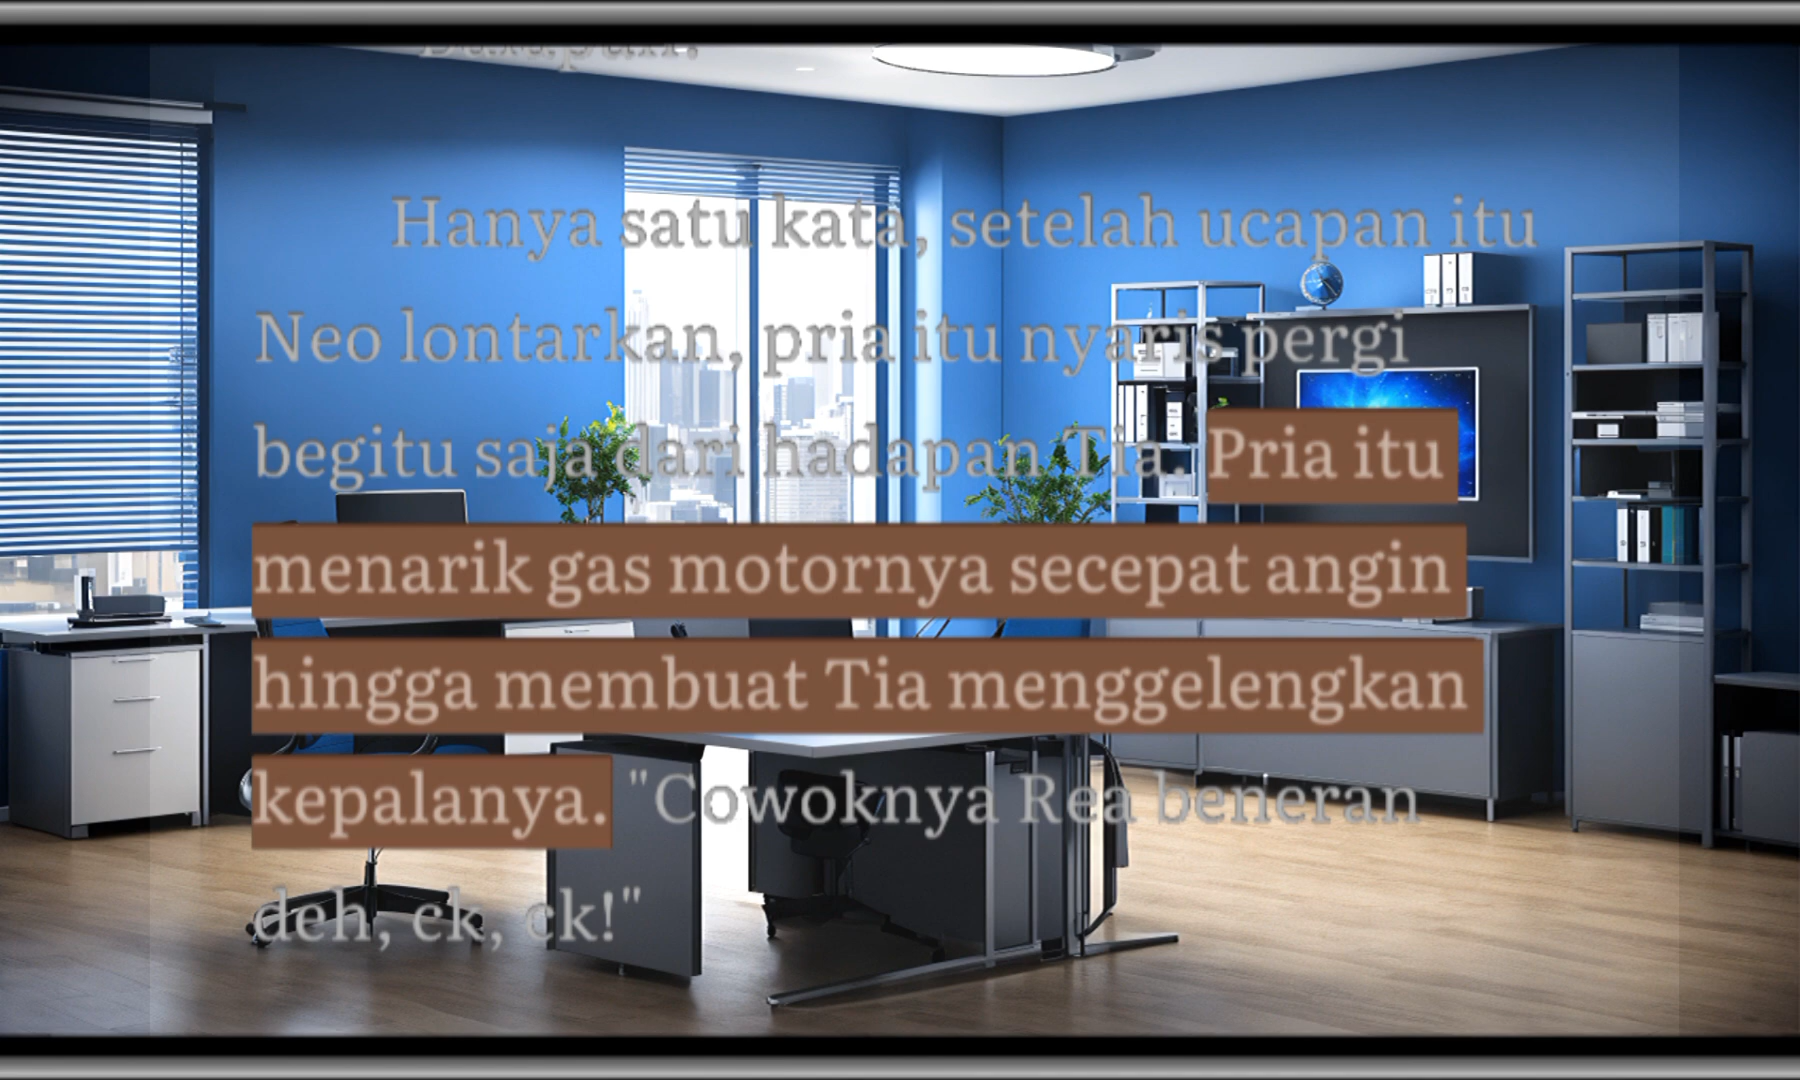 Hanya satu kata, setelah ucapan itu
Neo lontarkan, pria itu nyaris pergi
begitu saja dari hadapan Tia. Pria itu
menarik gas motornya secepat angin
hingga membuat Tia menggelengkan
kepalanya. "Cowoknya Rea beneran
deh, ck, ck!"